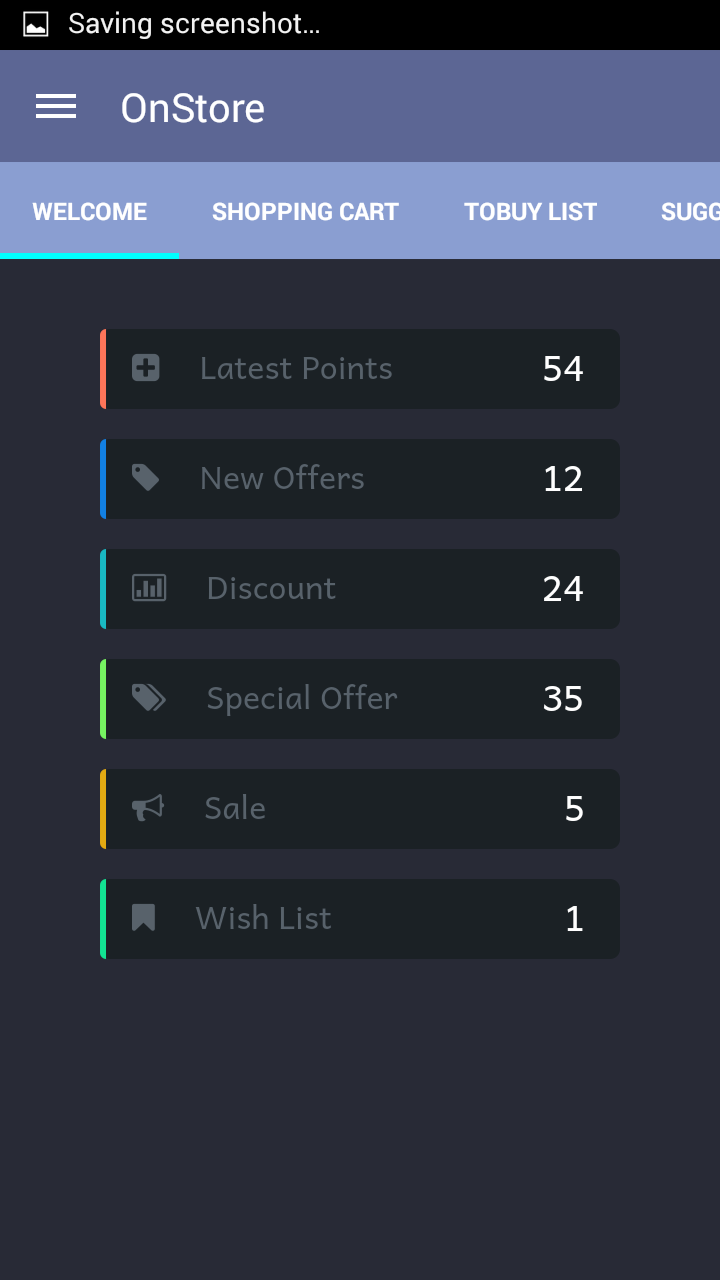 Saving screenshot...
OnStore
WELCOME SHOPPING CART TOBUY LIST SUGG
Latest Points 54
New Offers 12
Discount 24
Special Offer 35
Sale 5
Wish List 1